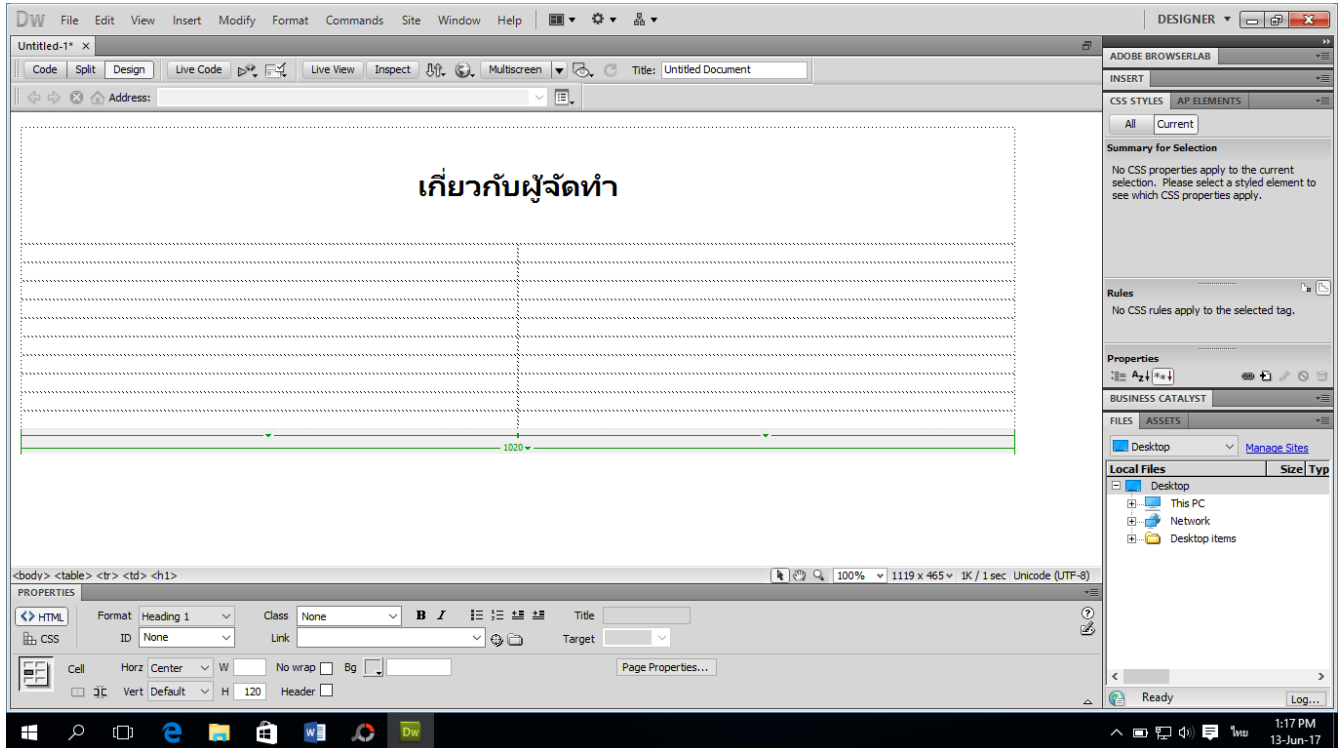 DW File Edit View Insert Modify Format Commands Site Window Help DESIGNER
Untitled-1* ×
Code Split Design Live Code Live View Inspect Multiscreen Title: Untitled Document
Address:
เกี่ยวกับผู้จัดทำ
1020
<body> <table> <tr> <td> <h1> 100% 1119 x 465 1K / 1 sec Unicode (UTF-8)
PROPERTIES
<> HTML Format Heading 1 Class None B I Title
CSS ID None Link Target
Cell Horz Center W No wrap Bg Page Properties...
Vert Default H 120 Header
ADOBE BROWSERLAB
INSERT
CSS STYLES AP ELEMENTS
All Current
Summary for Selection
No CSS properties apply to the current
selection. Please select a styled element to
see which CSS properties apply.
Rules
No CSS rules apply to the selected tag.
Properties
BUSINESS CATALYST
FILES ASSETS
Desktop Manage Sites
Local Files Size Typ
Desktop
This PC
Network
Desktop items
Ready Log...
Dw ไทย 1:17 PM
13-Jun-17